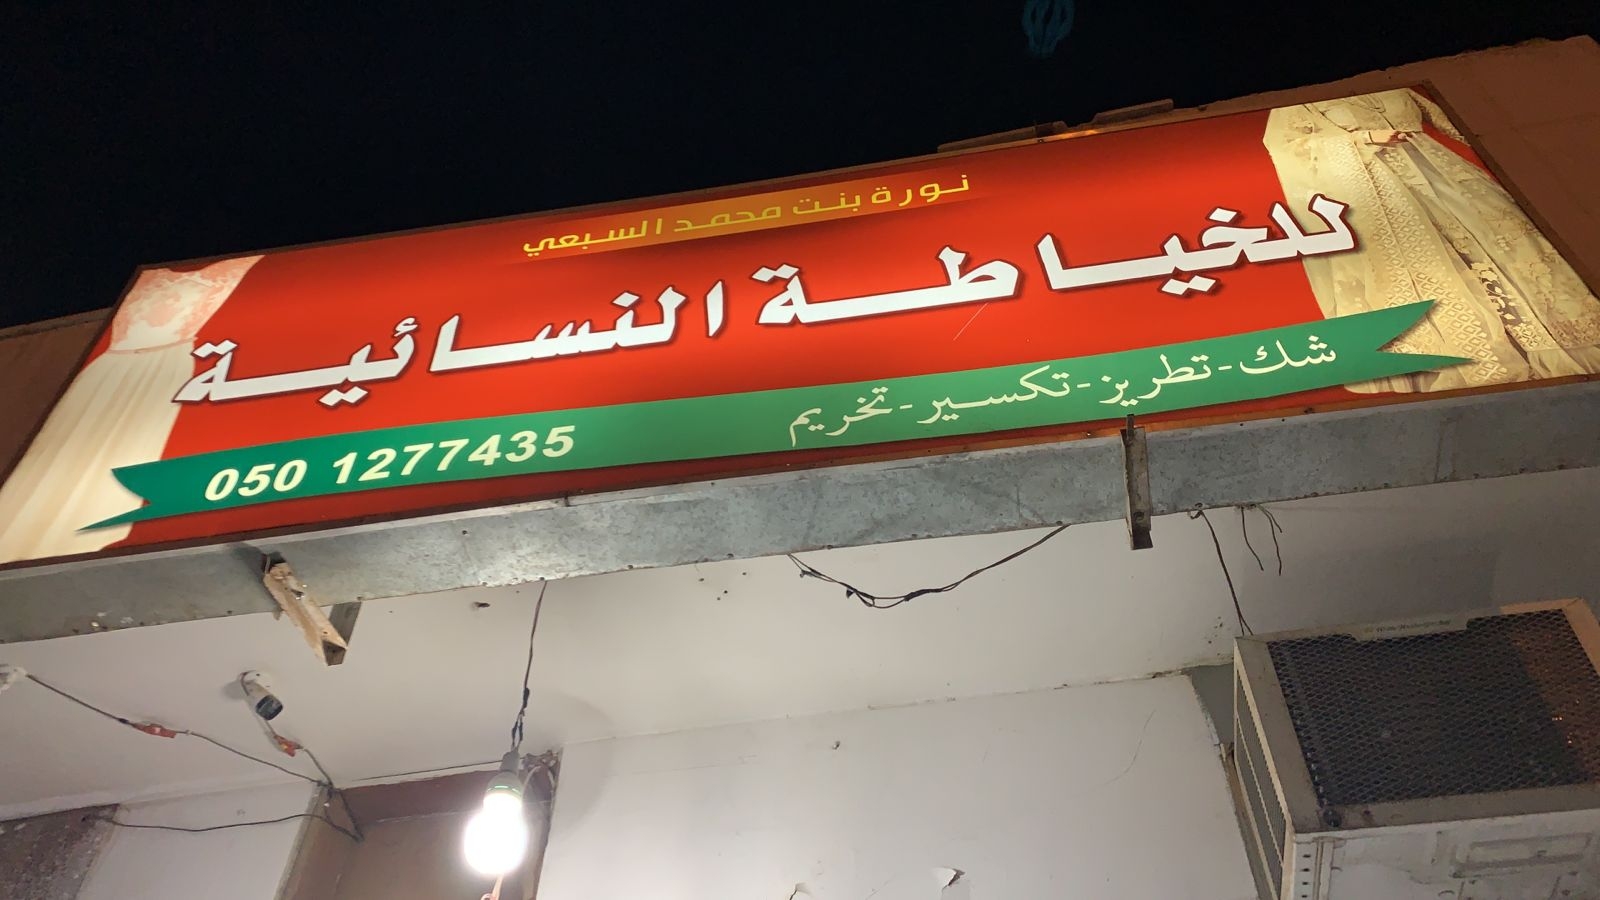 نورة بنت محمد السبعي
للخياطة النسائية
شك - تطريز - تكسير - تخريم
050 1277435